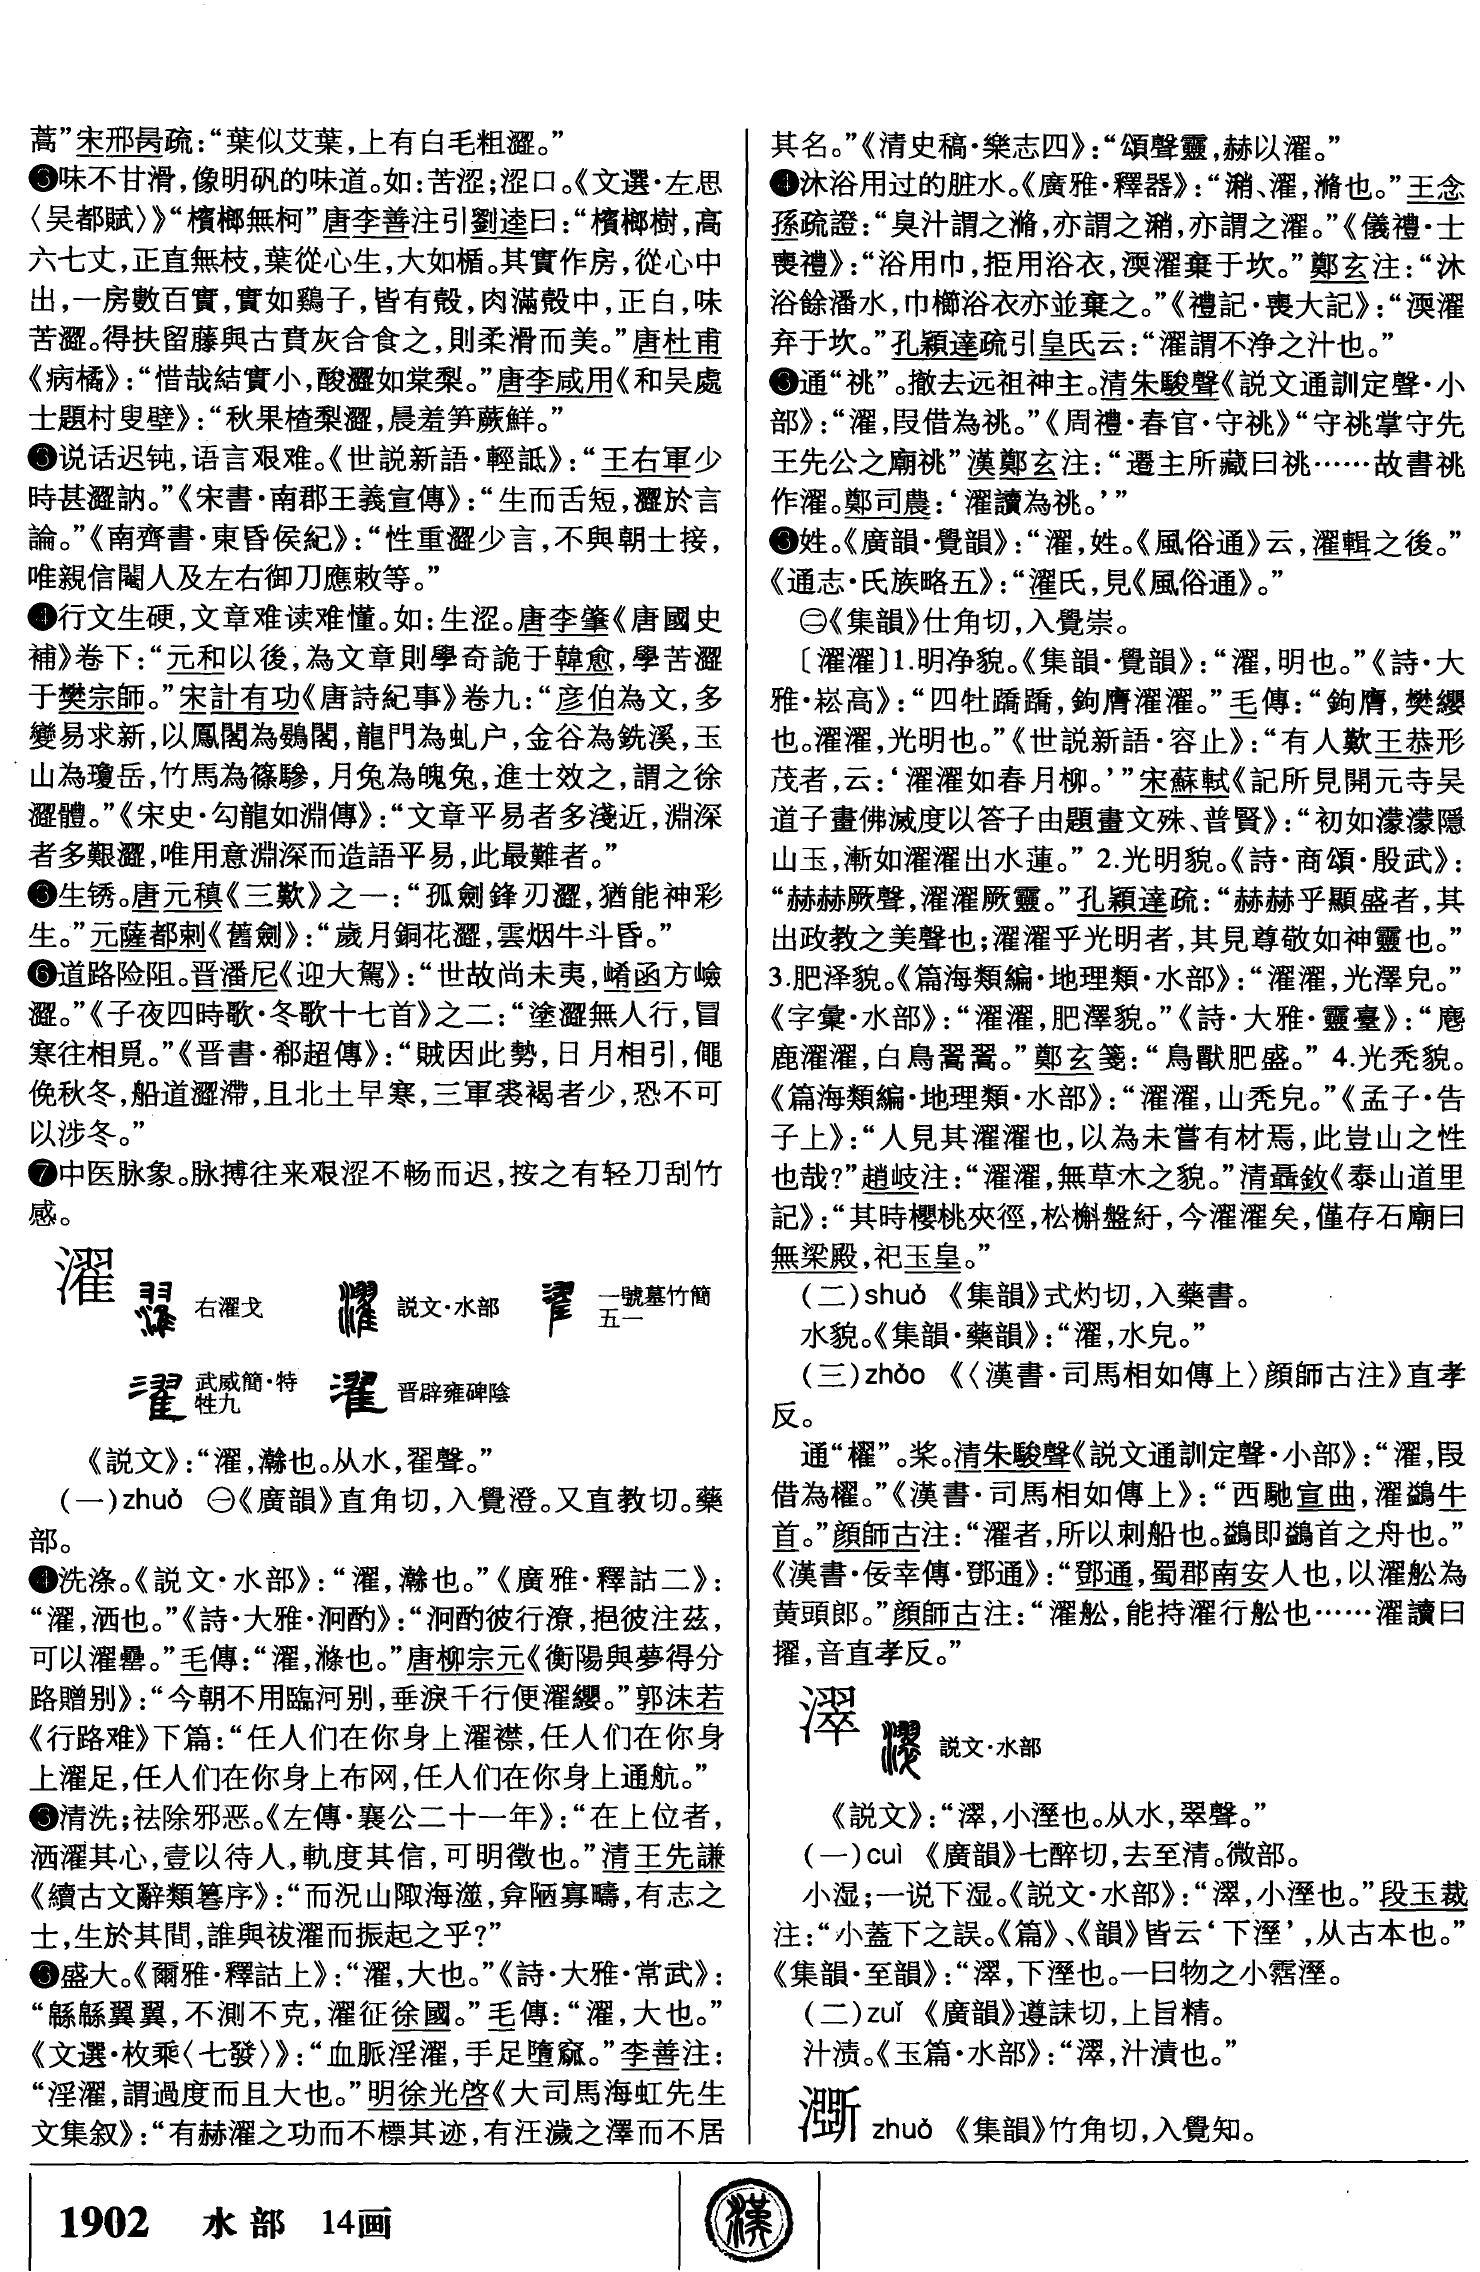 蒿”宋邢昺疏：“葉似艾葉，上有白毛粗澀。”
❷味不甘滑，像明矾的味道。如：苦涩；涩口。《文選·左思
〈吴都賦〉》“檳榔無柯”唐李善注引劉逵曰：“檳榔樹，高
六七丈，正直無枝，葉從心生，大如楯。其實作房，從心中
出，一房數百實，實如鷄子，皆有殼，肉滿殼中，正白，味
苦澀。得扶留藤與古賁灰合食之，則柔滑而美。”唐杜甫
《病橘》：“惜哉結實小，酸澀如棠梨。”唐李咸用《和吴處
士題村叟壁》：“秋果楂梨澀，晨羞笋蕨鮮。”
❸说话迟钝，语言艰难。《世説新語·輕詆》：“王右軍少
時甚澀訥。”《宋書·南郡王義宣傳》：“生而舌短，澀於言
論。”《南齊書·東昏侯紀》：“性重澀少言，不與朝士接，
唯親信閹人及左右御刀應敕等。”
❹行文生硬，文章难读难懂。如：生涩。唐李肇《唐國史
補》卷下：“元和以後，為文章則學奇詭于韓愈，學苦澀
于樊宗師。”宋計有功《唐詩紀事》卷九：“彦伯為文，多
變易求新，以鳳閣為鶠閣，龍門為虬户，金谷為銑溪，玉
山為瓊岳，竹馬為篠驂，月兔為魄兔，進士效之，謂之徐
澀體。”《宋史·勾龍如淵傳》：“文章平易者多淺近，淵深
者多艱澀，唯用意淵深而造語平易，此最難者。”
❺生锈。唐元稹《三歎》之一：“孤劍鋒刃澀，猶能神彩
生。”元薩都剌《舊劍》：“歲月銅花澀，雲烟牛斗昏。”
❻道路险阻。晋潘尼《迎大駕》：“世故尚未夷，崤函方嶮
澀。”《子夜四時歌·冬歌十七首》之二：“塗澀無人行，冒
寒往相覓。”《晋書·郗超傳》：“賊因此勢，日月相引，僶
俛秋冬，船道澀滯，且北土早寒，三軍裘褐者少，恐不可
以涉冬。”
❼中医脉象。脉搏往来艰涩不畅而迟，按之有轻刀刮竹
感。
濯 右濯戈 説文·水部 一號墓竹簡五一
武威簡·特牲九 晋辟雍碑陰
《説文》：“濯，瀚也。从水，翟聲。”
(一)zhuó ㊀《廣韻》直角切，入覺澄。又直教切。藥
部。
❶洗涤。《説文·水部》：“濯，瀚也。”《廣雅·釋詁二》：
“濯，洒也。”《詩·大雅·泂酌》：“泂酌彼行潦，挹彼注茲，
可以濯罍。”毛傳：“濯，滌也。”唐柳宗元《衡陽與夢得分
路贈别》：“今朝不用臨河别，垂淚千行便濯纓。”郭沫若
《行路难》下篇：“任人们在你身上濯襟，任人们在你身
上濯足，任人们在你身上布网，任人们在你身上通航。”
❷清洗；祛除邪恶。《左傳·襄公二十一年》：“在上位者，
洒濯其心，壹以待人，軌度其信，可明徵也。”清王先謙
《續古文辭類篹序》：“而況山陬海澨，弇陋寡疇，有志之
士，生於其間，誰與祓濯而振起之乎?”
❸盛大。《爾雅·釋詁上》：“濯，大也。”《詩·大雅·常武》：
“緜緜翼翼，不測不克，濯征徐國。”毛傳：“濯，大也。”
《文選·枚乘〈七發〉》：“血脈淫濯，手足墮窳。”李善注：
“淫濯，謂過度而且大也。”明徐光啓《大司馬海虹先生
文集叙》：“有赫濯之功而不標其迹，有汪濊之澤而不居
其名。”《清史稿·樂志四》：“頌聲靈，赫以濯。”
❹沐浴用过的脏水。《廣雅·釋器》：“潲、濯，滫也。”王念
孫疏證：“臭汁謂之滫，亦謂之潲，亦謂之濯。”《儀禮·士
喪禮》：“浴用巾，挋用浴衣，渜濯棄于坎。”鄭玄注：“沐
浴餘潘水，巾櫛浴衣亦並棄之。”《禮記·喪大記》：“渜濯
弃于坎。”孔穎達疏引皇氏云：“濯謂不浄之汁也。”
❺通“祧”。撤去远祖神主。清朱駿聲《説文通訓定聲·小
部》：“濯，叚借為祧。”《周禮·春官·守祧》“守祧掌守先
王先公之廟祧”漢鄭玄注：“遷主所藏曰祧……故書祧
作濯。鄭司農：‘濯讀為祧。’”
❻姓。《廣韻·覺韻》：“濯，姓。《風俗通》云，濯輯之後。”
《通志·氏族略五》：“濯氏，見《風俗通》。”
㊁《集韻》仕角切，入覺崇。
〔濯濯〕1.明净貌。《集韻·覺韻》：“濯，明也。”《詩·大
雅·崧高》：“四牡蹻蹻，鉤膺濯濯。”毛傳：“鉤膺，樊纓
也。濯濯，光明也。”《世説新語·容止》：“有人歎王恭形
茂者，云：‘濯濯如春月柳。’”宋蘇軾《記所見開元寺吴
道子畫佛滅度以答子由題畫文殊、普賢》：“初如濛濛隱
山玉，漸如濯濯出水蓮。”2.光明貌。《詩·商頌·殷武》：
“赫赫厥聲，濯濯厥靈。”孔穎達疏：“赫赫乎顯盛者，其
出政教之美聲也；濯濯乎光明者，其見尊敬如神靈也。”
3.肥泽貌。《篇海類編·地理類·水部》：“濯濯，光澤皃。”
《字彙·水部》：“濯濯，肥澤貌。”《詩·大雅·靈臺》：“麀
鹿濯濯，白鳥翯翯。”鄭玄箋：“鳥獸肥盛。”4.光秃貌。
《篇海類編·地理類·水部》：“濯濯，山秃皃。”《孟子·告
子上》：“人見其濯濯也，以為未嘗有材焉，此豈山之性
也哉?”趙岐注：“濯濯，無草木之貌。”清聶鈫《泰山道里
記》：“其時櫻桃夾徑，松槲盤紆，今濯濯矣，僅存石廟曰
無梁殿，祀玉皇。”
(二)shuò 《集韻》式灼切，入藥書。
水貌。《集韻·藥韻》：“濯，水皃。”
(三)zhào 《〈漢書·司馬相如傳上〉顔師古注》直孝
反。
通“櫂”。桨。清朱駿聲《説文通訓定聲·小部》：“濯，叚
借為櫂。”《漢書·司馬相如傳上》：“西馳宣曲，濯鷁牛
首。”顔師古注：“濯者，所以刺船也。鷁即鷁首之舟也。”
《漢書·佞幸傳·鄧通》：“鄧通，蜀郡南安人也，以濯舩為
黄頭郎。”顔師古注：“濯舩，能持濯行舩也……濯讀曰
擢，音直孝反。”
濢 説文·水部
《説文》：“濢，小溼也。从水，翠聲。”
(一)cuì 《廣韻》七醉切，去至清。微部。
小湿；一说下湿。《説文·水部》：“濢，小溼也。”段玉裁
注：“小蓋下之誤。《篇》、《韻》皆云‘下溼’，从古本也。”
《集韻·至韻》：“濢，下溼也。一曰物之小霑溼。
(二)zuǐ 《廣韻》遵誄切，上旨精。
汁渍。《玉篇·水部》：“濢，汁漬也。”
zhuó 《集韻》竹角切，入覺知。
1902 水部 14画
漢